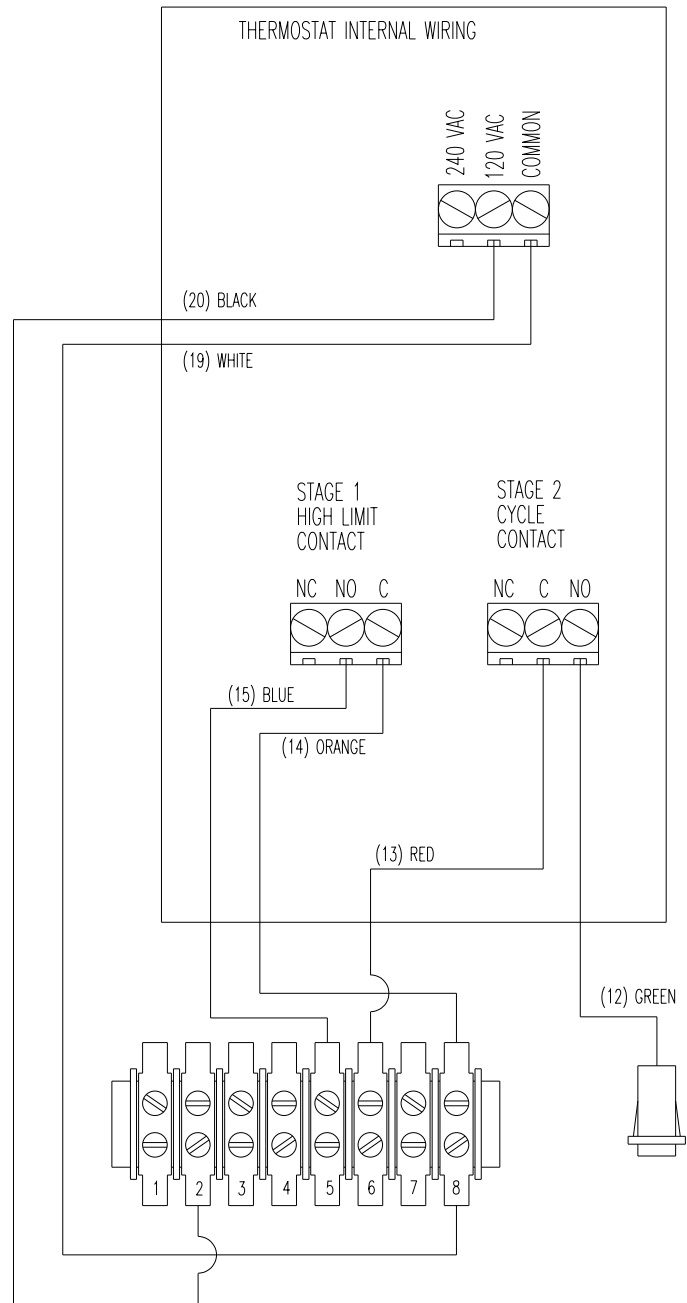 THERMOSTAT INTERNAL WIRING
240 VAC
120 VAC
COMMON
(20) BLACK
(19) WHITE
STAGE 1
HIGH LIMIT
CONTACT
STAGE 2
CYCLE
CONTACT
NC NO C
NC C NO
(15) BLUE
(14) ORANGE
(13) RED
(12) GREEN
1 2 3 4 5 6 7 8